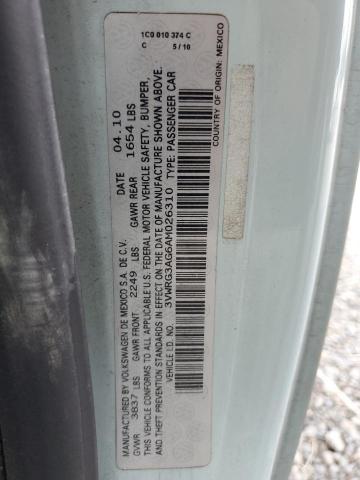 1C0 010 374 C
C 5/10
MANUFACTURED BY VOLKSWAGEN DE MEXICO S.A. DE C.V. DATE 04.10
GVWR 3837 LBS GAWR FRONT 2249 LBS GAWR REAR 1654 LBS
THIS VEHICLE CONFORMS TO ALL APPLICABLE U.S. FEDERAL MOTOR VEHICLE SAFETY, BUMPER,
AND THEFT PREVENTION STANDARDS IN EFFECT ON THE DATE OF MANUFACTURE SHOWN ABOVE.
VEHICLE I.D. NO.: 3VWRG3AG6AM026310 TYPE: PASSENGER CAR
COUNTRY OF ORIGIN: MEXICO